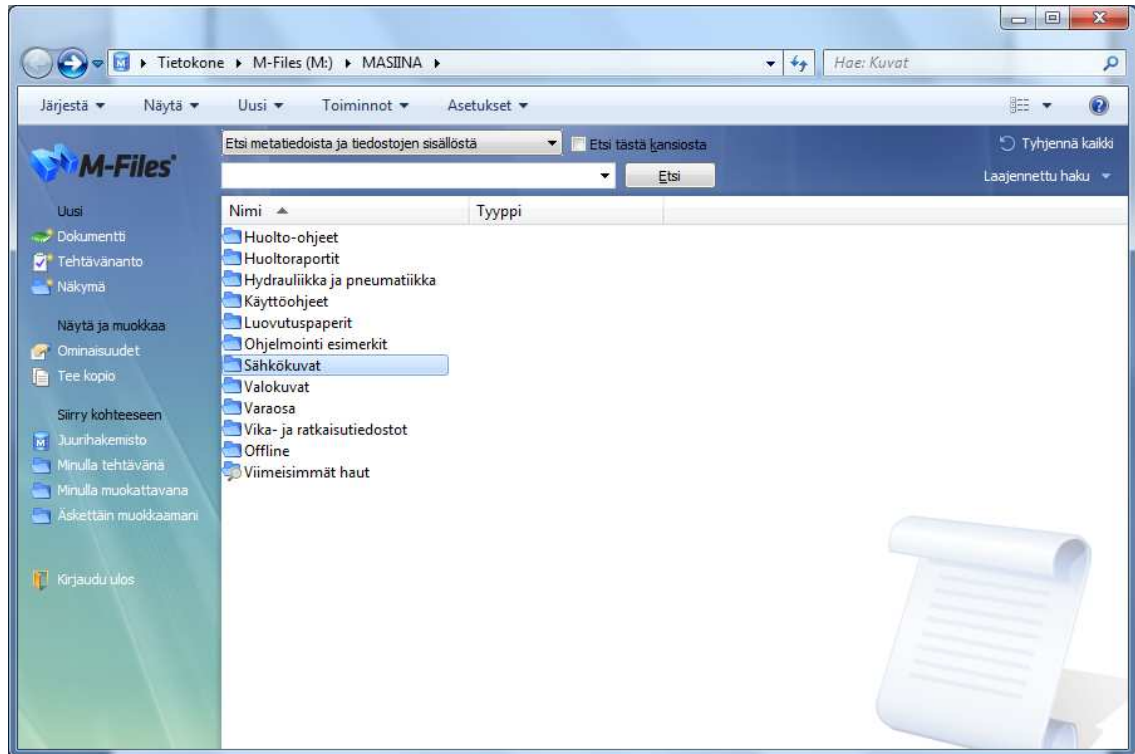 Tietokone M-Files (M:) MASIINA Hae: Kuvat
Järjestä Näytä Uusi Toiminnot Asetukset
Etsi metatiedoista ja tiedostojen sisällöstä Etsi tästä kansiosta Tyhjennä kaikki
M-Files
Etsi Laajennettu haku
Uusi
Dokumentti
Tehtävänanto
Näkymä
Näytä ja muokkaa
Ominaisuudet
Tee kopio
Siirry kohteeseen
Juurihakemisto
Minulla tehtävänä
Minulla muokattavana
Äskettäin muokkaamani
Kirjaudu ulos
Nimi Tyyppi
Huolto-ohjeet
Huoltoraportit
Hydrauliikka ja pneumatiikka
Käyttöohjeet
Luovutuspaperit
Ohjelmointi esimerkit
Sähkökuvat
Valokuvat
Varaosa
Vika- ja ratkaisutiedostot
Offline
Viimeisimmät haut